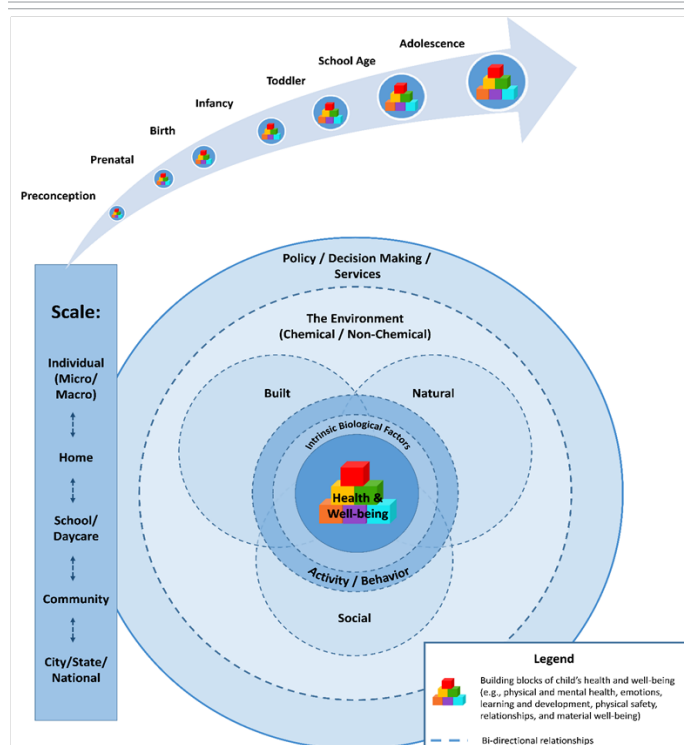 Adolescence
School Age
Toddler
Infancy
Birth
Prenatal
Preconception
Scale:
Individual
(Micro/
Macro)
Home
School/
Daycare
Community
City/State/
National
Policy / Decision Making /
Services
The Environment
(Chemical / Non-Chemical)
Built
Natural
Intrinsic Biological Factors
Health &
Well-being
Activity / Behavior
Social
Legend
Building blocks of child's health and well-being
(e.g., physical and mental health, emotions,
learning and development, physical safety,
relationships, and material well-being)
Bi-directional relationships